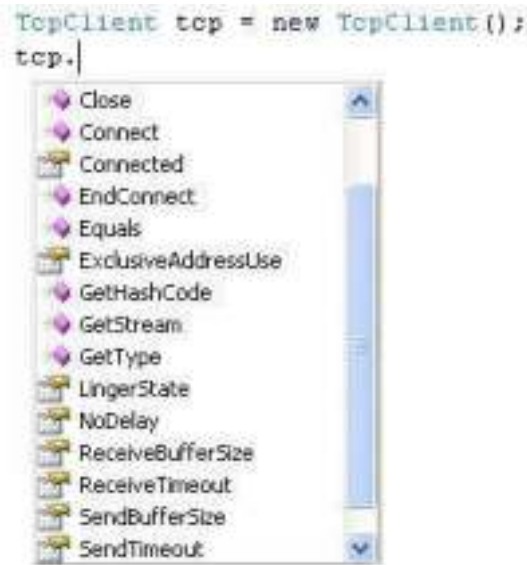 TcpClient tcp = new TcpClient();
tcp.
Close
Connect
Connected
EndConnect
Equals
ExclusiveAddressUse
GetHashCode
GetStream
GetType
LingerState
NoDelay
ReceiveBufferSize
ReceiveTimeout
SendBufferSize
SendTimeout